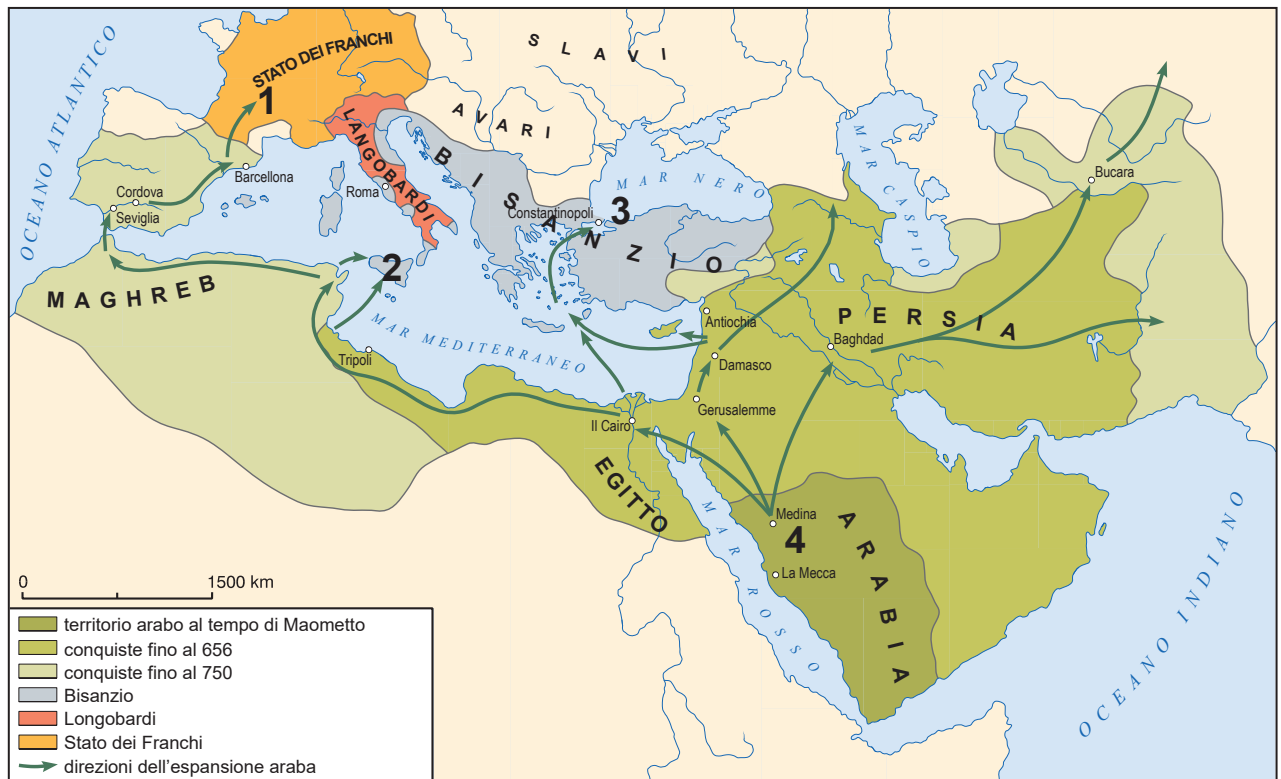 OCEANO ATLANTICO
STATO DEI FRANCHI
1
SLAVI
AVARI
LANGOBARDI
BISANZIO
MAR NERO
MAR CASPIO
Barcellona
Cordova
Seviglia
Roma
Constantinopoli
3
Bucara
2
MAGHREB
MAR MEDITERRANEO
Tripoli
Antiochia
Damasco
PERSIA
Baghdad
Gerusalemme
Il Cairo
EGITTO
MAR ROSSO
Medina
4
La Mecca
ARABIA
OCEANO INDIANO
0 1500 km
territorio arabo al tempo di Maometto
conquiste fino al 656
conquiste fino al 750
Bisanzio
Longobardi
Stato dei Franchi
direzioni dell'espansione araba